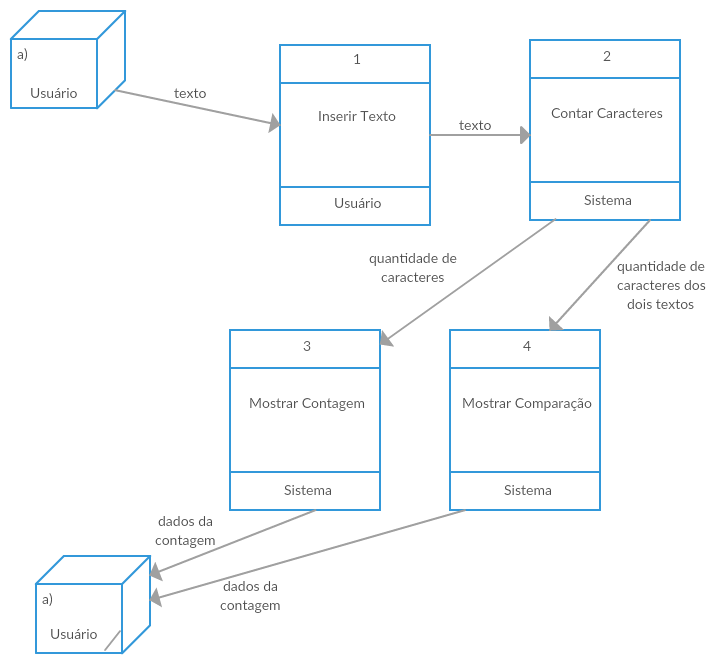 a)
Usuário
texto
1
Inserir Texto
Usuário
texto
2
Contar Caracteres
Sistema
quantidade de
caracteres
quantidade de
caracteres dos
dois textos
3
Mostrar Contagem
Sistema
4
Mostrar Comparação
Sistema
dados da
contagem
dados da
contagem
a)
Usuário